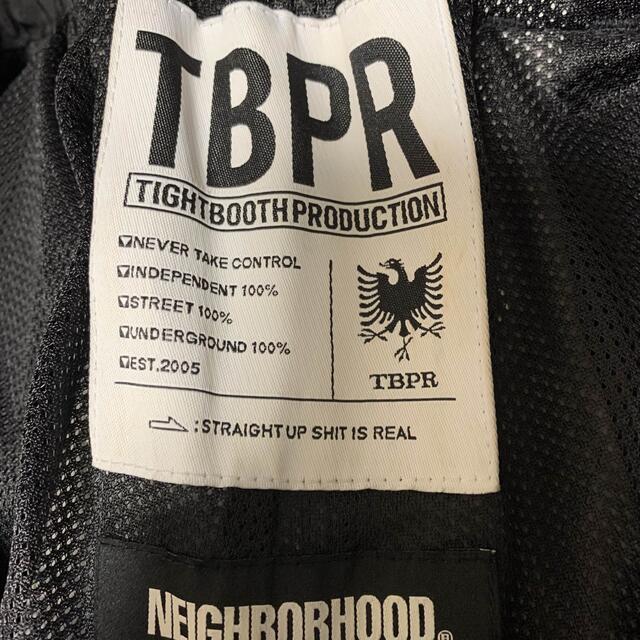 TBPR
TIGHTBOOTH PRODUCTION
NEVER TAKE CONTROL
INDEPENDENT 100%
STREET 100%
UNDERGROUND 100%
EST.2005
TBPR
:STRAIGHT UP SHIT IS REAL
NEIGHBORHOOD®